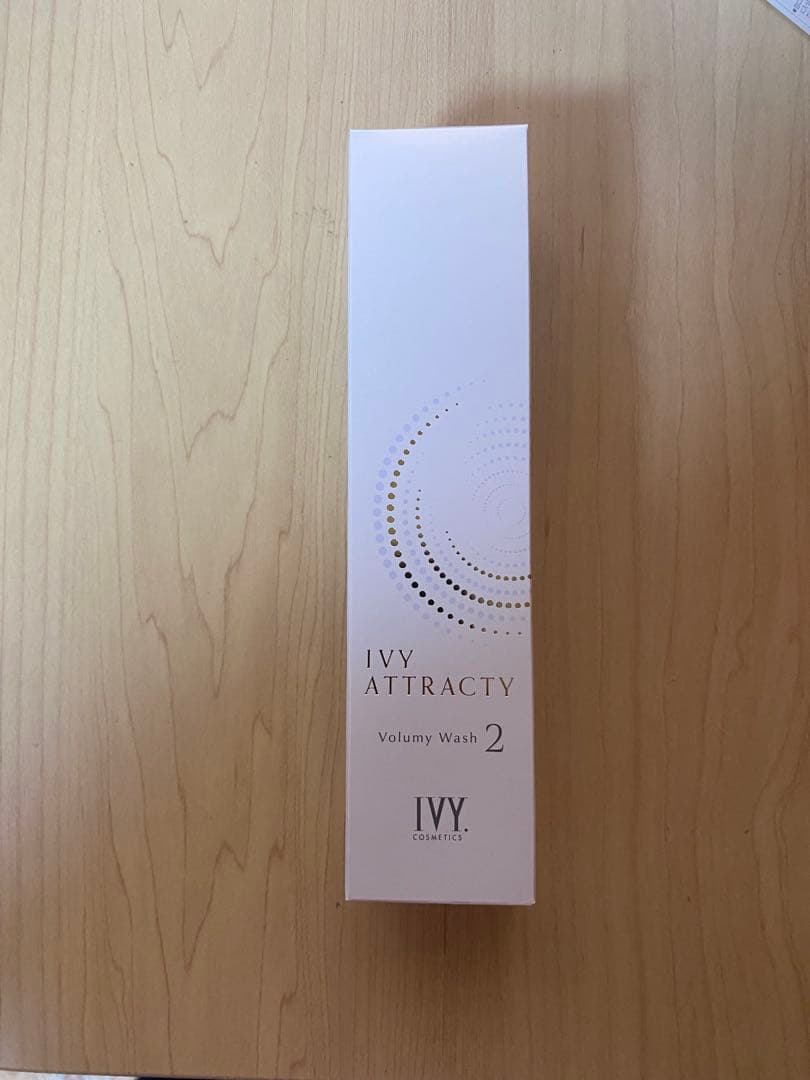 IVY
ATTRACTY
Volumy Wash 2
IVY.
COSMETICS